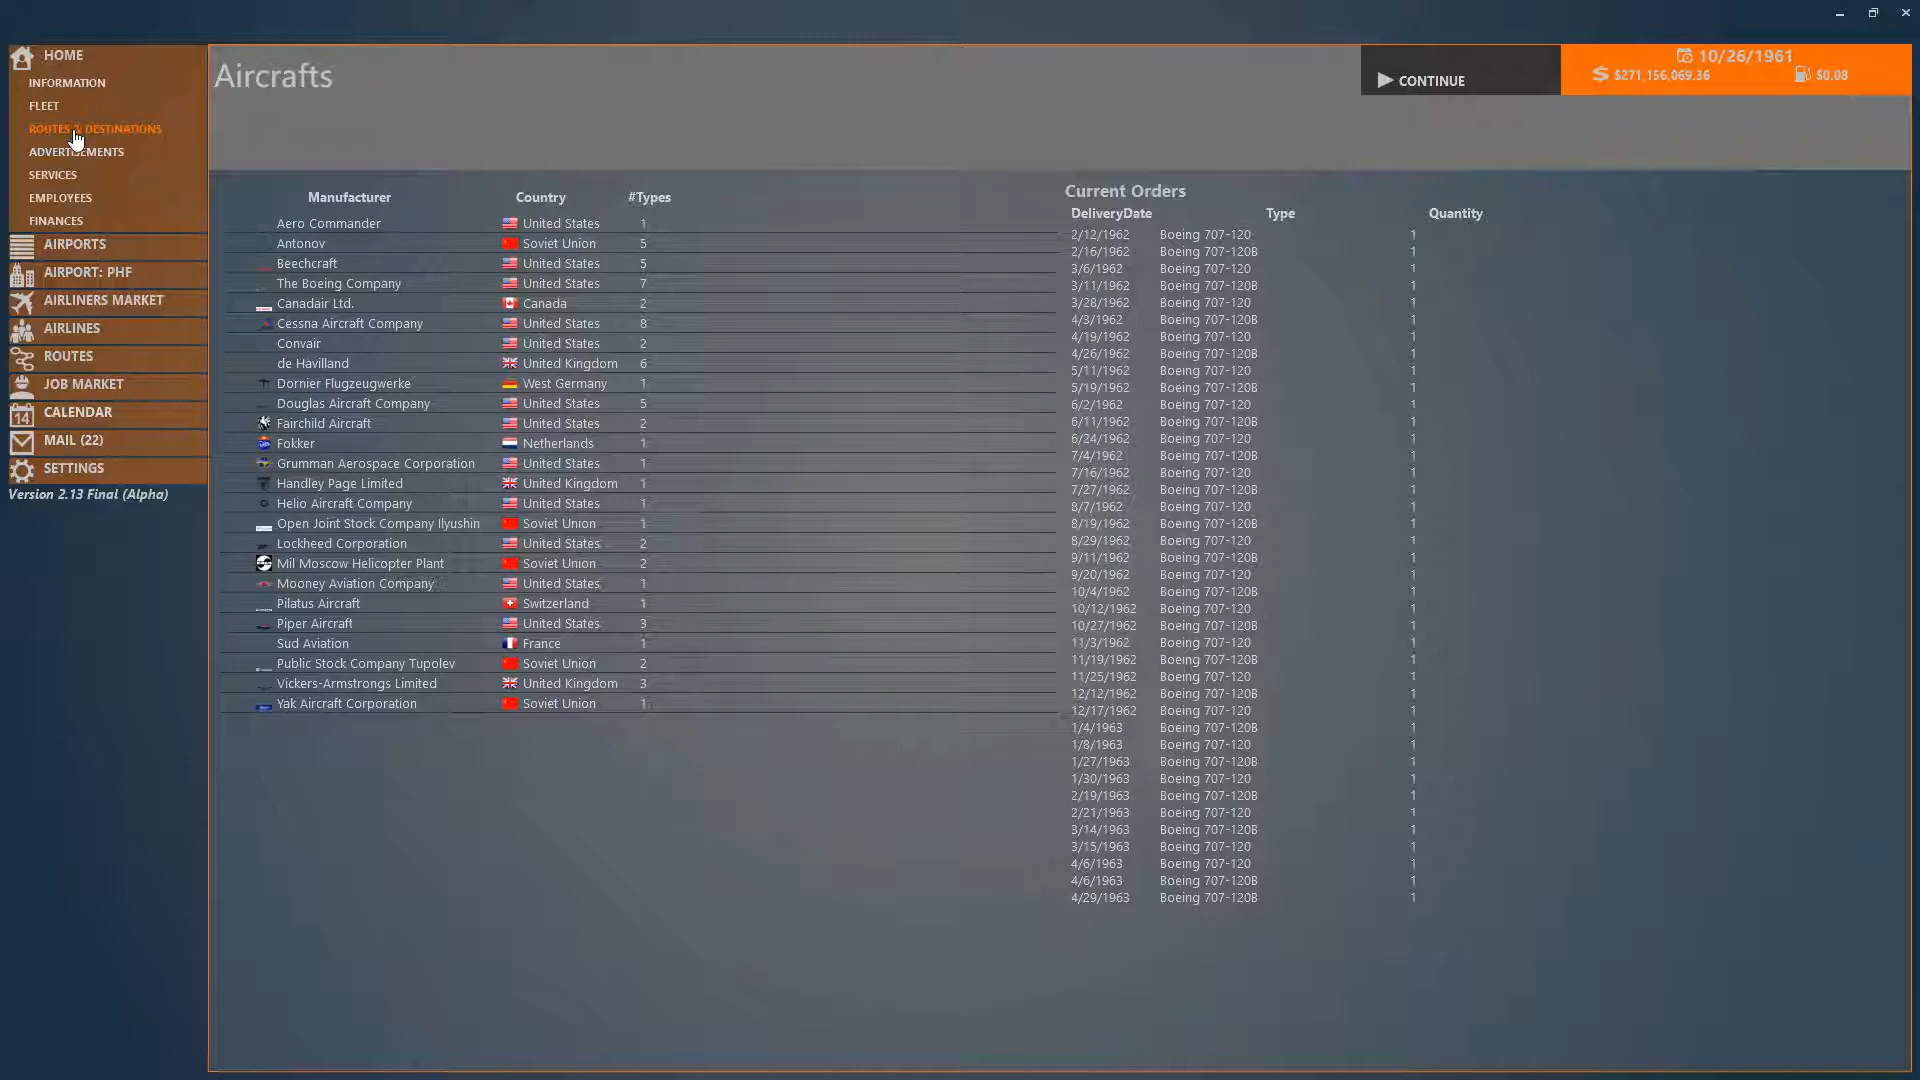 HOME
INFORMATION
FLEET
ROUTES & DESTINATIONS
ADVERTISEMENTS
SERVICES
EMPLOYEES
FINANCES
AIRPORTS
AIRPORT: PHF
AIRLINERS MARKET
AIRLINES
ROUTES
JOB MARKET
14 CALENDAR
MAIL (22)
SETTINGS
Version 2.13 Final (Alpha)
Aircrafts
CONTINUE
10/26/1961
$271,156,069.36 $0.08
Manufacturer Country #Types
Aero Commander United States 1
Antonov Soviet Union 5
Beechcraft United States 5
The Boeing Company United States 7
Canadair Ltd. Canada 2
Cessna Aircraft Company United States 8
Convair United States 2
de Havilland United Kingdom 6
Dornier Flugzeugwerke West Germany 1
Douglas Aircraft Company United States 5
Fairchild Aircraft United States 2
Fokker Netherlands 1
Grumman Aerospace Corporation United States 1
Handley Page Limited United Kingdom 1
Helio Aircraft Company United States 1
Open Joint Stock Company Ilyushin Soviet Union 1
Lockheed Corporation United States 2
Mil Moscow Helicopter Plant Soviet Union 2
Mooney Aviation Company United States 1
Pilatus Aircraft Switzerland 1
Piper Aircraft United States 3
Sud Aviation France 1
Public Stock Company Tupolev Soviet Union 2
Vickers-Armstrongs Limited United Kingdom 3
Yak Aircraft Corporation Soviet Union 1
Current Orders
DeliveryDate Type Quantity
2/12/1962 Boeing 707-120 1
2/16/1962 Boeing 707-120B 1
3/6/1962 Boeing 707-120 1
3/11/1962 Boeing 707-120B 1
3/28/1962 Boeing 707-120 1
4/3/1962 Boeing 707-120B 1
4/19/1962 Boeing 707-120 1
4/26/1962 Boeing 707-120B 1
5/11/1962 Boeing 707-120 1
5/19/1962 Boeing 707-120B 1
6/2/1962 Boeing 707-120 1
6/11/1962 Boeing 707-120B 1
6/24/1962 Boeing 707-120 1
7/4/1962 Boeing 707-120B 1
7/16/1962 Boeing 707-120 1
7/27/1962 Boeing 707-120B 1
8/7/1962 Boeing 707-120 1
8/19/1962 Boeing 707-120B 1
8/29/1962 Boeing 707-120 1
9/11/1962 Boeing 707-120B 1
9/20/1962 Boeing 707-120 1
10/4/1962 Boeing 707-120B 1
10/12/1962 Boeing 707-120 1
10/27/1962 Boeing 707-120B 1
11/3/1962 Boeing 707-120 1
11/19/1962 Boeing 707-120B 1
11/25/1962 Boeing 707-120 1
12/12/1962 Boeing 707-120B 1
12/17/1962 Boeing 707-120 1
1/4/1963 Boeing 707-120B 1
1/8/1963 Boeing 707-120 1
1/27/1963 Boeing 707-120B 1
1/30/1963 Boeing 707-120 1
2/19/1963 Boeing 707-120B 1
2/21/1963 Boeing 707-120 1
3/14/1963 Boeing 707-120B 1
3/15/1963 Boeing 707-120 1
4/6/1963 Boeing 707-120 1
4/6/1963 Boeing 707-120B 1
4/29/1963 Boeing 707-120B 1